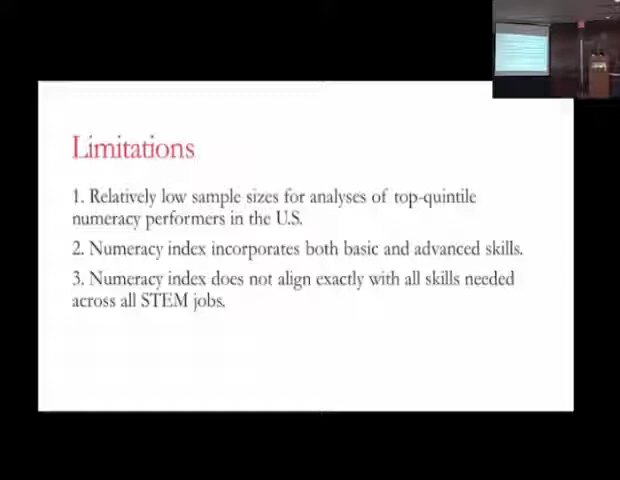 Limitations
1. Relatively low sample sizes for analyses of top-quintile
numeracy performers in the U.S.
2. Numeracy index incorporates both basic and advanced skills.
3. Numeracy index does not align exactly with all skills needed
across all STEM jobs.